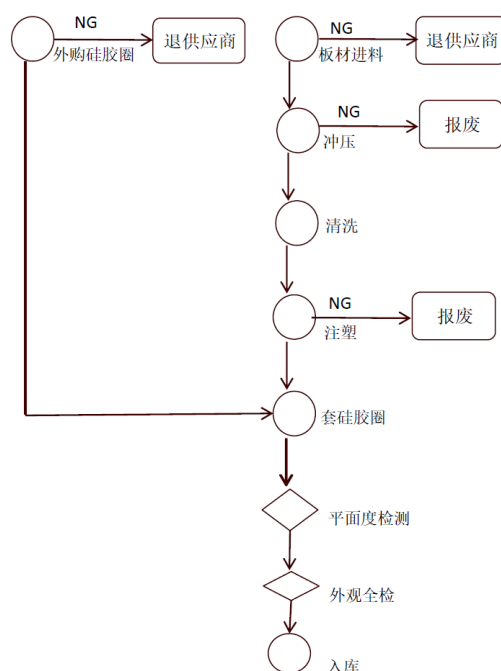 NG
NG
外购硅胶圈
退供应商
板材进料
退供应商
NG
冲压
报废
清洗
NG
注塑
报废
套硅胶圈
平面度检测
外观全检
入库